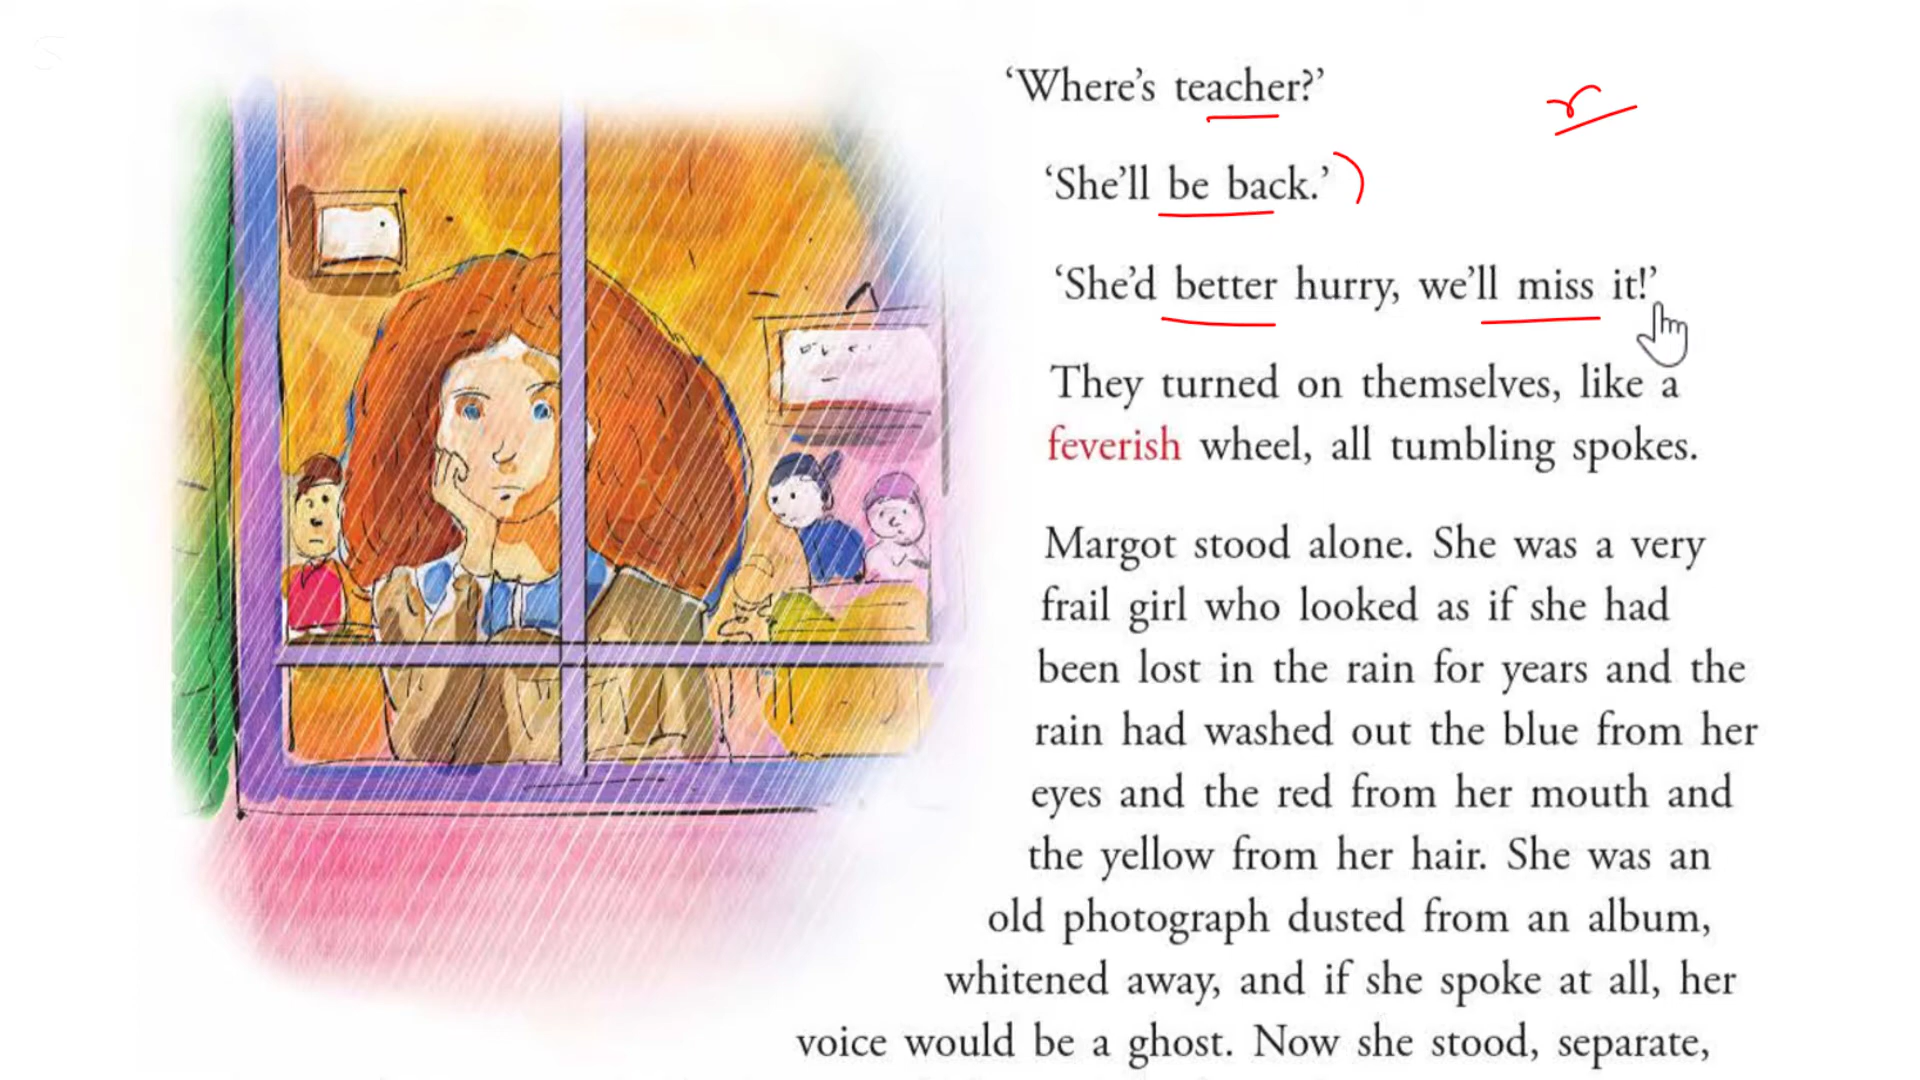 ‘Where’s teacher?’
‘She’ll be back.’
‘She’d better hurry, we’ll miss it!’
They turned on themselves, like a
feverish wheel, all tumbling spokes.
Margot stood alone. She was a very
frail girl who looked as if she had
been lost in the rain for years and the
rain had washed out the blue from her
eyes and the red from her mouth and
the yellow from her hair. She was an
old photograph dusted from an album,
whitened away, and if she spoke at all, her
voice would be a ghost. Now she stood, separate,